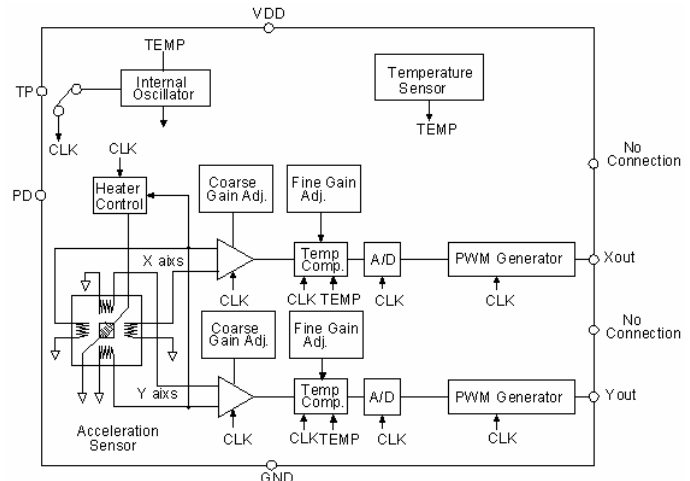 VDD
TEMP
TP
Internal
Oscillator
Temperature
Sensor
TEMP
CLK
CLK
No
Connection
PD
Heater
Control
Coarse
Gain Adj.
Fine Gain
Adj.
X aixs
Temp
Comp.
A/D
PWM Generator
Xout
CLK
CLK
TEMP
CLK
CLK
No
Connection
Coarse
Gain Adj.
Fine Gain
Adj.
Y aixs
Temp
Comp.
A/D
PWM Generator
Yout
Acceleration
Sensor
CLK
CLK
TEMP
CLK
CLK
GND